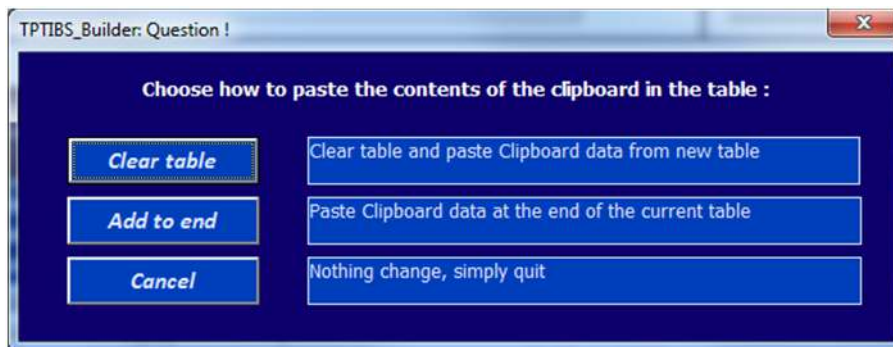 TPTIBS_Builder: Question !
Choose how to paste the contents of the clipboard in the table :
Clear table
Clear table and paste Clipboard data from new table
Add to end
Paste Clipboard data at the end of the current table
Cancel
Nothing change, simply quit